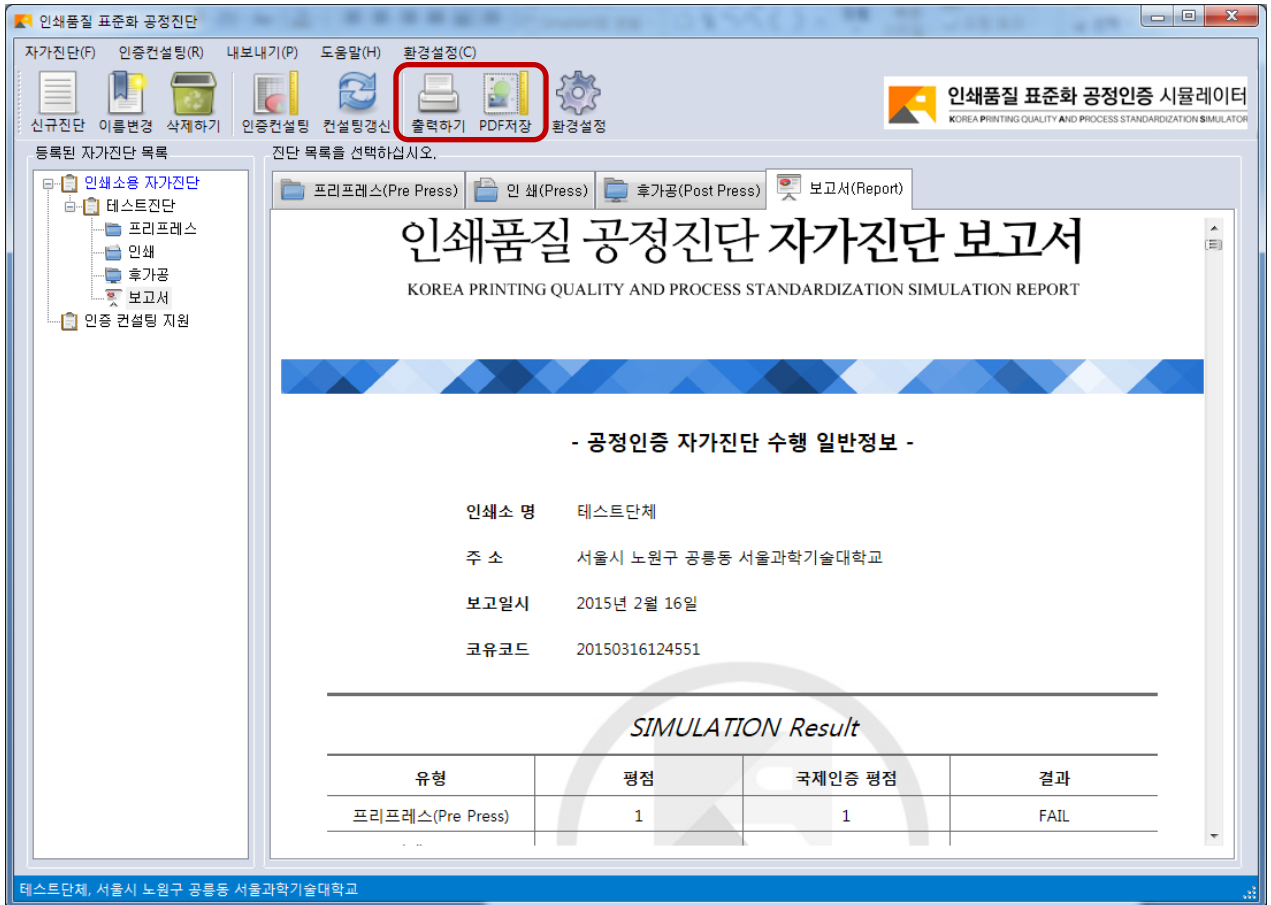 인쇄품질 표준화 공정진단
자가진단(F) 인증컨설팅(R) 내보내기(P) 도움말(H) 환경설정(C)
신규진단 이름변경 삭제하기 인증컨설팅 컨설팅갱신 출력하기 PDF저장 환경설정
인쇄품질 표준화 공정인증 시뮬레이터
KOREA PRINTING QUALITY AND PROCESS STANDARDIZATION SIMULATOR
등록된 자가진단 목록
인쇄소용 자가진단
테스트진단
프리프레스
인쇄
후가공
보고서
인증 컨설팅 지원
진단 목록을 선택하십시오.
프리프레스(Pre Press) 인 쇄(Press) 후가공(Post Press) 보고서(Report)
인쇄품질 공정진단 자가진단 보고서
KOREA PRINTING QUALITY AND PROCESS STANDARDIZATION SIMULATION REPORT
- 공정인증 자가진단 수행 일반정보 -
인쇄소 명 테스트단체
주 소 서울시 노원구 공릉동 서울과학기술대학교
보고일시 2015년 2월 16일
코유코드 20150316124551
SIMULATION Result
유형 평점 국제인증 평점 결과
프리프레스(Pre Press) 1 1 FAIL
테스트단체, 서울시 노원구 공릉동 서울과학기술대학교